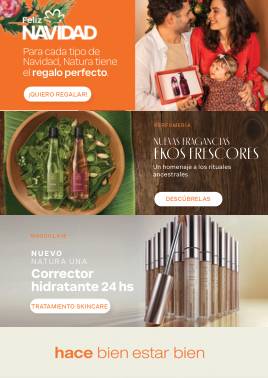 Feliz
NAVIDAD
Para cada tipo de
Navidad, Natura tiene
el regalo perfecto.
¡QUIERO REGALAR!
PERFUMERÍA
NUEVAS FRAGANCIAS
EKOS FRESCORES
Un homenaje a los rituales
ancestrales
DESCÚBRELAS
MAQUILLAJE
NUEVO
NATURA UNA
Corrector
hidratante 24 hs
TRATAMIENTO SKINCARE
hace bien estar bien